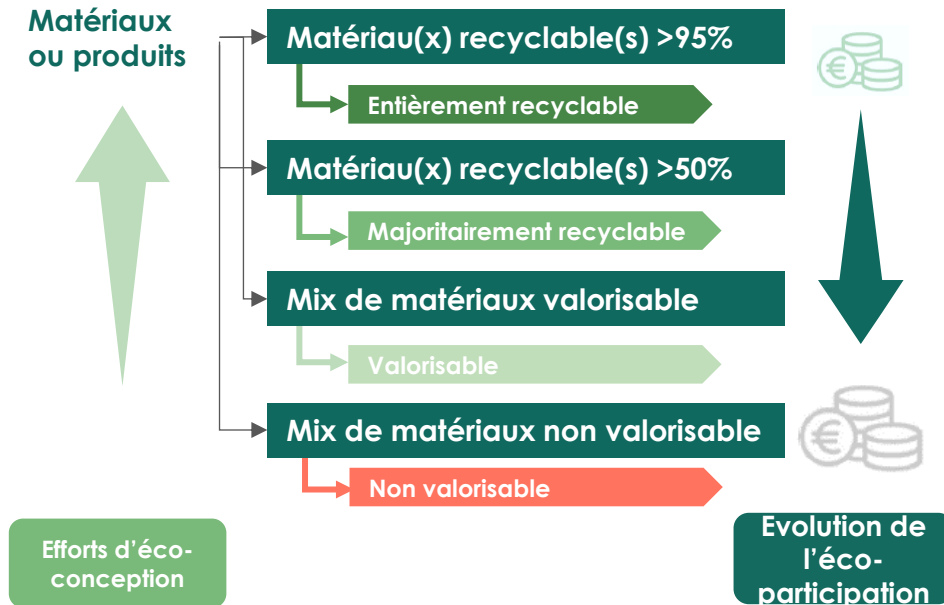 Matériaux
ou produits
Matériau(x) recyclable(s) >95%
Entièrement recyclable
Matériau(x) recyclable(s) >50%
Majoritairement recyclable
Mix de matériaux valorisable
Valorisable
Mix de matériaux non valorisable
Non valorisable
Efforts d'éco-
conception
Evolution de
l'éco-
participation